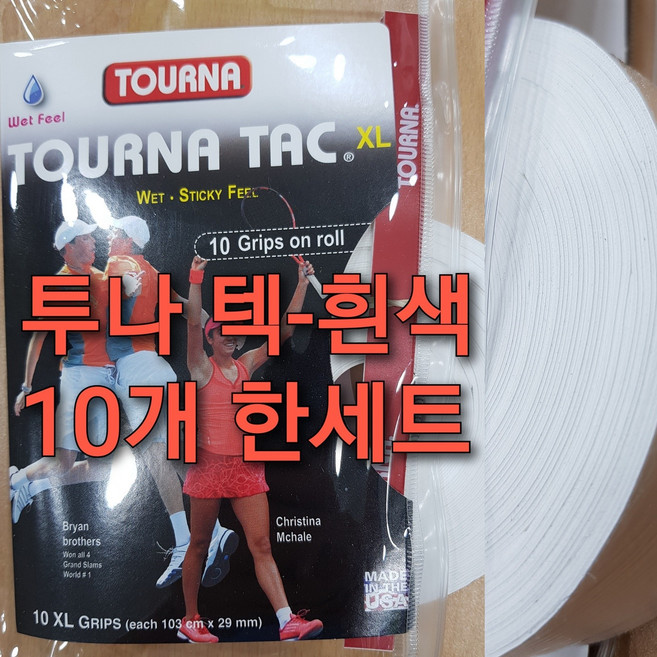 TOURNA
Wet Feel
TOURNA TAC® XL
WET · STICKY FEEL
10 Grips on roll
TOURNA®
투나 텍-흰색
10개 한세트
Bryan
brothers
Won all 4
Grand Slams
World # 1
Christina
Mchale
MADE
IN THE
USA
10 XL GRIPS (each 103 cm x 29 mm)